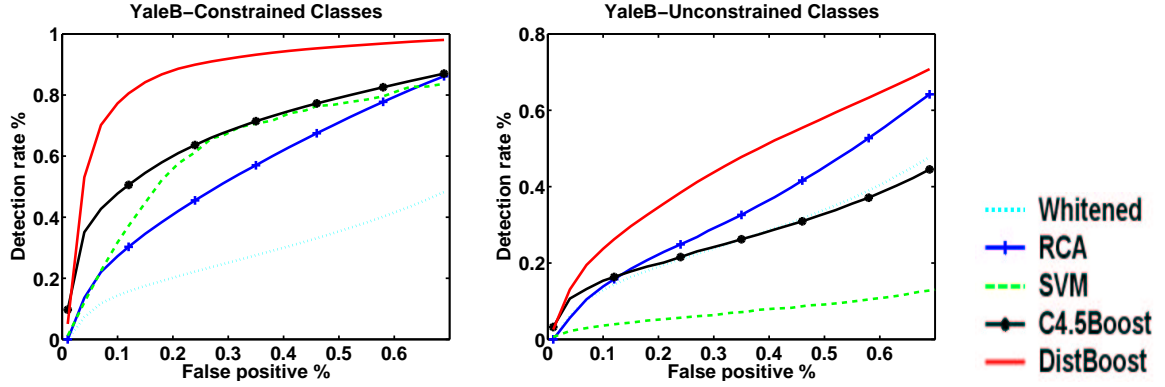 YaleB−Constrained Classes
1
0.8
0.6
0.4
0.2
0
0 0.1 0.2 0.3 0.4 0.5 0.6
Detection rate %
False positive %
YaleB−Unconstrained Classes
0.8
0.6
0.4
0.2
0
0 0.1 0.2 0.3 0.4 0.5 0.6
Detection rate %
False positive %
Whitened
RCA
SVM
C4.5Boost
DistBoost